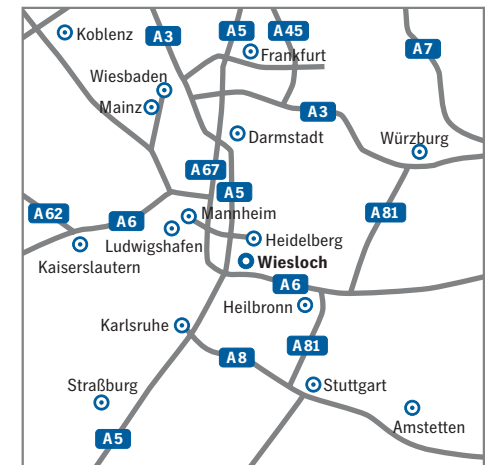 Koblenz
A3
A5
A45
A7
Frankfurt
Wiesbaden
Mainz
A3
Darmstadt
Würzburg
A67
A5
A62
A6
Mannheim
A81
Ludwigshafen
Heidelberg
Kaiserslautern
Wiesloch
A6
Heilbronn
Karlsruhe
A81
A8
Straßburg
Stuttgart
Amstetten
A5